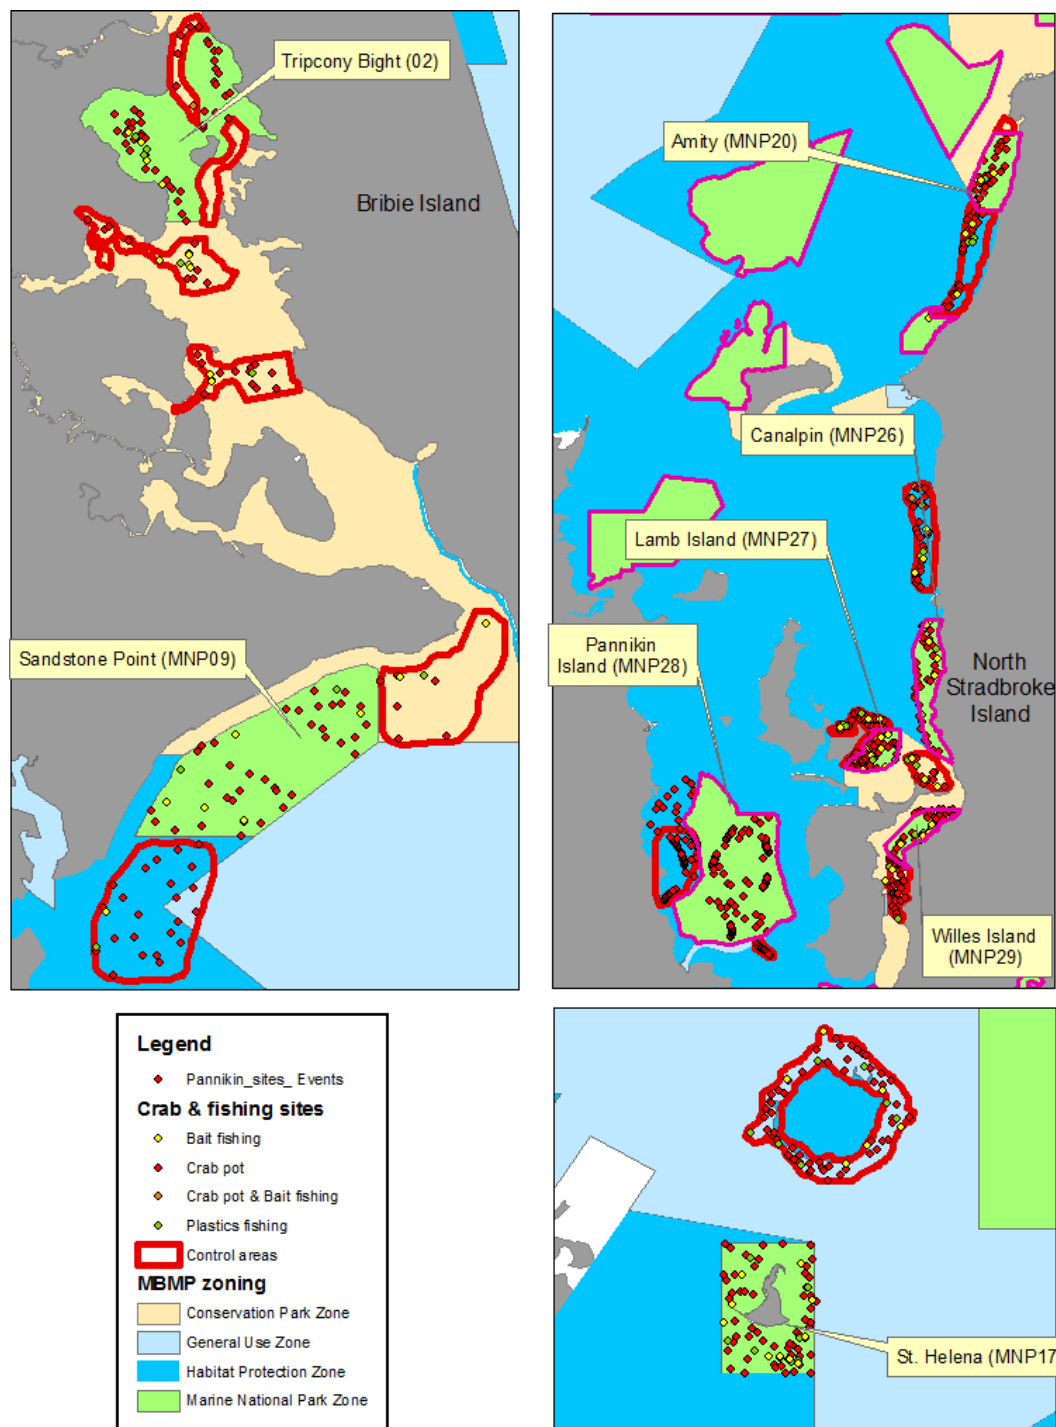 Tripcony Bight (02)
Bribie Island
Sandstone Point (MNP09)
Amity (MNP20)
Canalpin (MNP26)
Lamb Island (MNP27)
Pannikin
Island (MNP28)
North
Stradbroke
Island
Willes Island
(MNP29)
Legend
Pannikin_sites_ Events
Crab & fishing sites
Bait fishing
Crab pot
Crab pot & Bait fishing
Plastics fishing
Control areas
MBMP zoning
Conservation Park Zone
General Use Zone
Habitat Protection Zone
Marine National Park Zone
St. Helena (MNP17